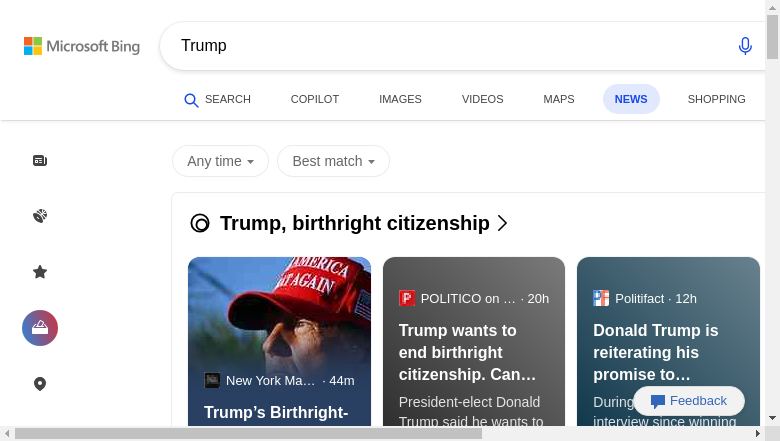 Microsoft Bing
Trump
SEARCH
COPILOT
IMAGES
VIDEOS
MAPS
NEWS
SHOPPING
Any time
Best match
Trump, birthright citizenship
AMERICA
AT AGAIN
New York Ma… · 44m
Trump’s Birthright-
POLITICO on … · 20h
Trump wants to
end birthright
citizenship. Can…
President-elect Donald
Trump said he wants to
Politifact · 12h
Donald Trump is
reiterating his
promise to…
During
interview since winning
Feedback